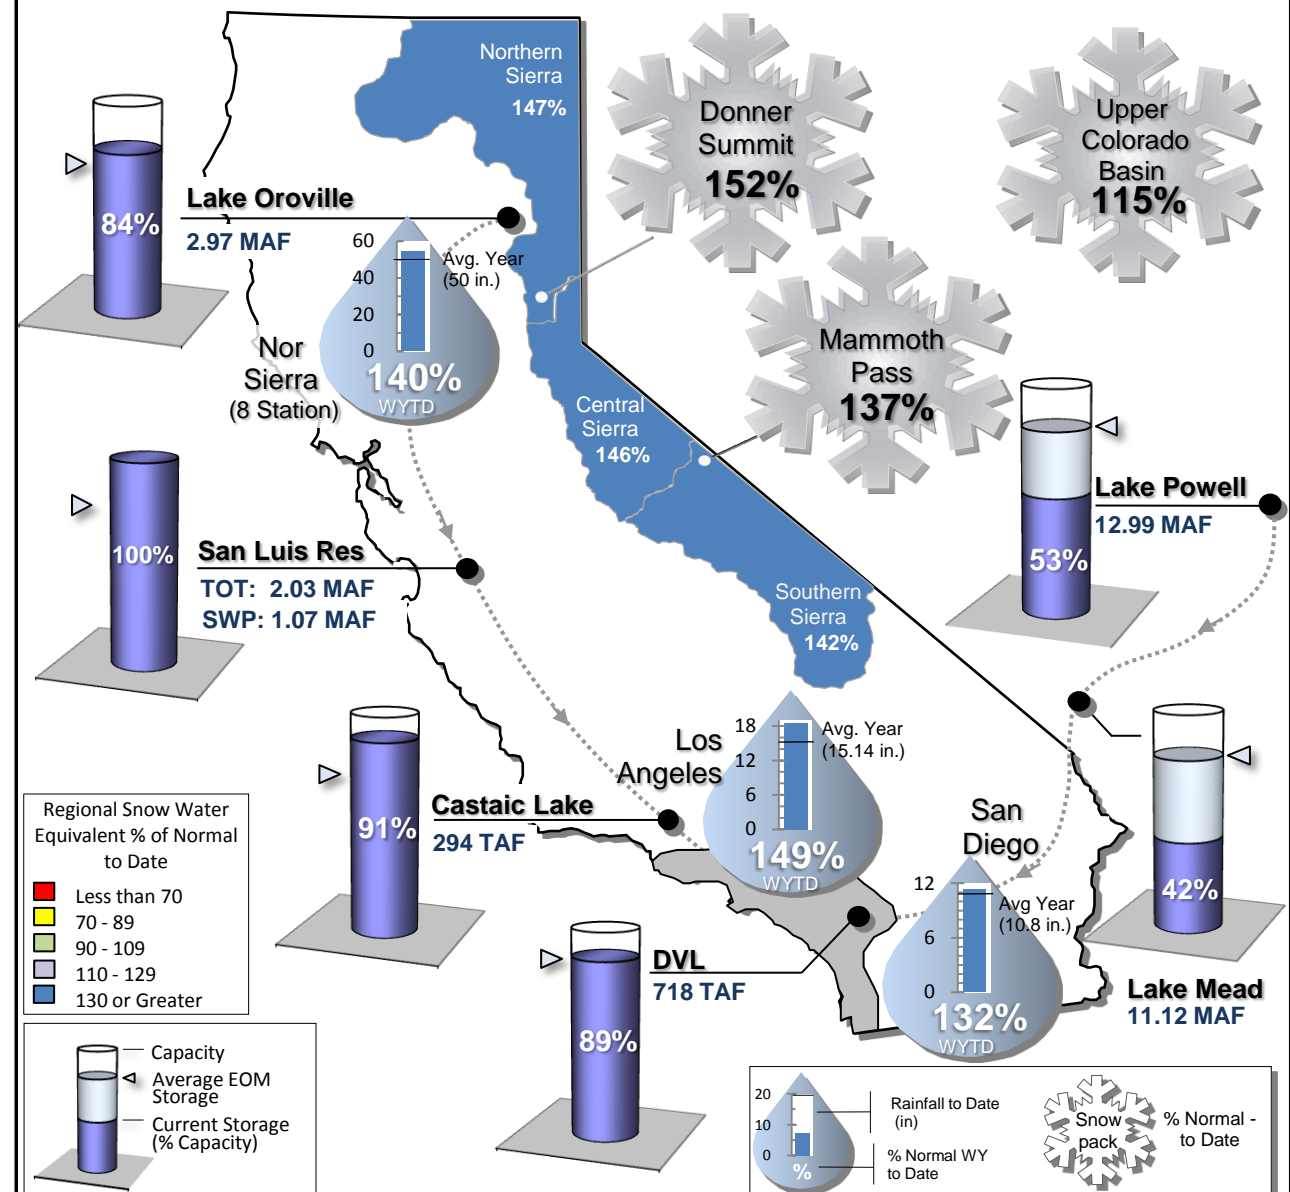 Northern
Sierra
147%
Donner
Summit
152%
Upper
Colorado
Basin
115%
84%
Lake Oroville
2.97 MAF
60
40
20
0
Avg. Year
(50 in.)
140%
WYTD
Nor
Sierra
(8 Station)
Mammoth
Pass
137%
Central
Sierra
146%
Lake Powell
12.99 MAF
53%
100%
San Luis Res
TOT: 2.03 MAF
SWP: 1.07 MAF
Southern
Sierra
142%
Los
Angeles
18
12
6
0
Avg. Year
(15.14 in.)
149%
WYTD
91%
Castaic Lake
294 TAF
San
Diego
12
6
0
Avg Year
(10.8 in.)
132%
WYTD
42%
Lake Mead
11.12 MAF
DVL
718 TAF
89%
Regional Snow Water
Equivalent % of Normal
to Date
Less than 70
70 - 89
90 - 109
110 - 129
130 or Greater
Capacity
Average EOM
Storage
Current Storage
(% Capacity)
20
10
0
%
Rainfall to Date
(in)
% Normal WY
to Date
Snow
pack
% Normal -
to Date